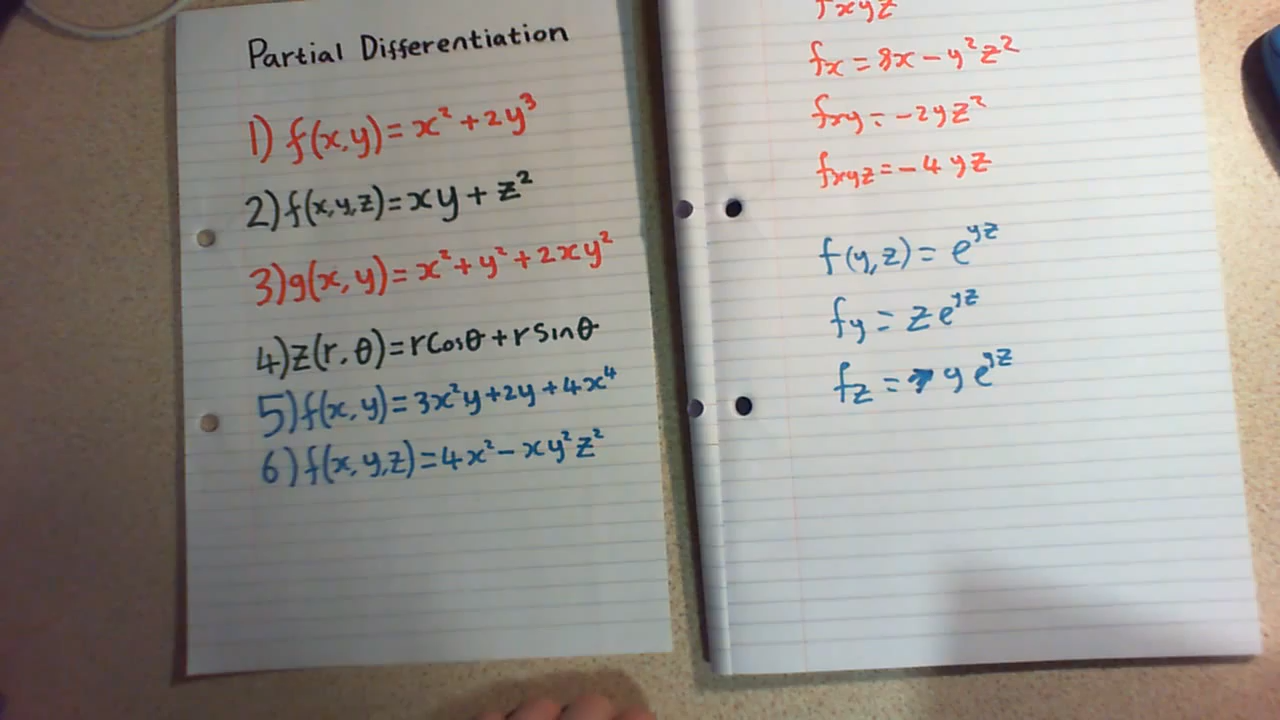 Partial Differentiation
1) f(x,y) = x² + 2y³
2) f(x,y,z) = xy + z²
3) g(x,y) = x² + y² + 2xy²
4) z(r,θ) = rcosθ + rsinθ
5) f(x,y) = 3x²y + 2y + 4x⁴
6) f(x,y,z) = 4x² - xy²z²
fxyz
fx = 8x - y²z²
fxy = -2yz²
fxyz = -4yz
f(y,z) = e^yz
fy = ze^yz
fz = ye^yz